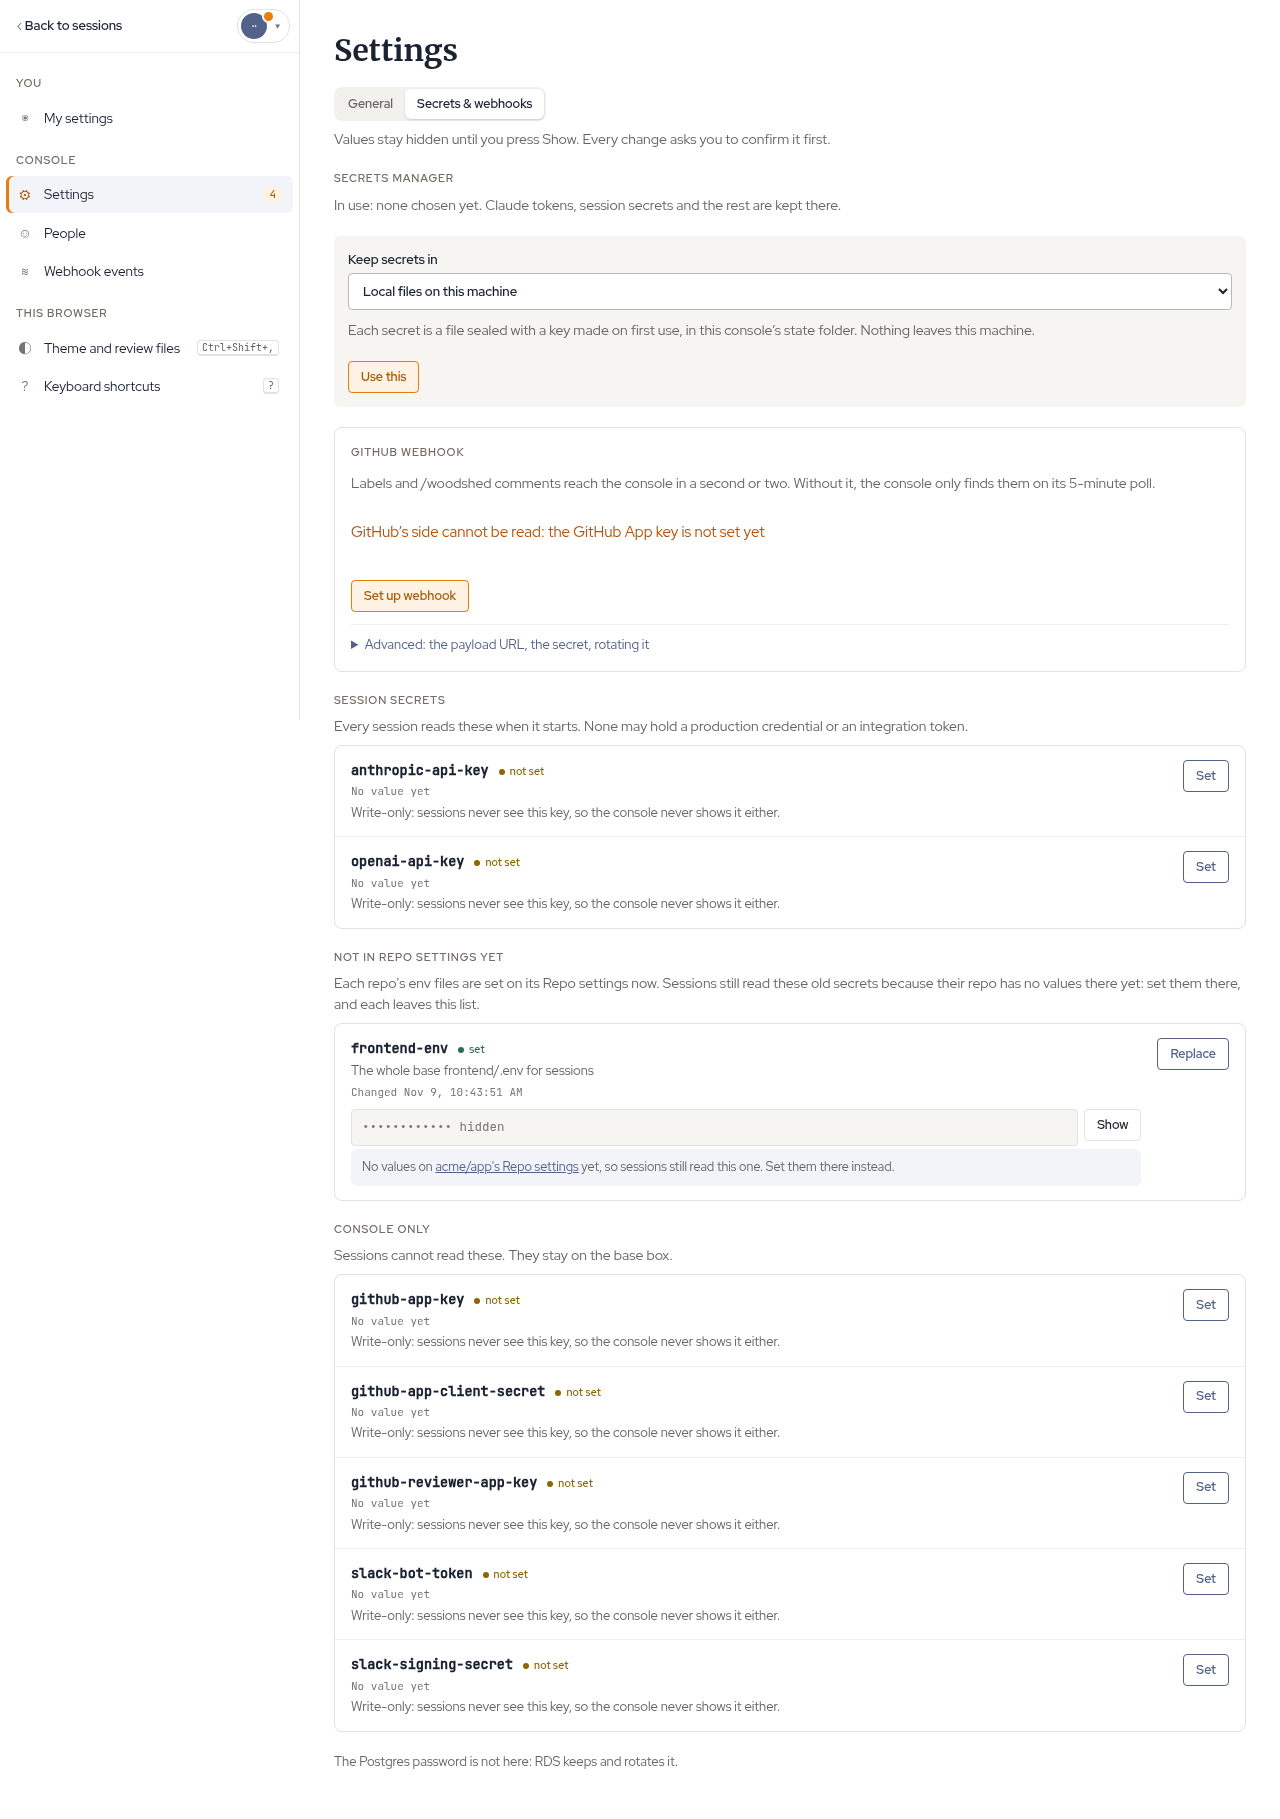 ‹ Back to sessions
YOU
My settings
CONSOLE
Settings 4
People
Webhook events
THIS BROWSER
Theme and review files Ctrl+Shift+,
? Keyboard shortcuts ?
Settings
General Secrets & webhooks
Values stay hidden until you press Show. Every change asks you to confirm it first.
SECRETS MANAGER
In use: none chosen yet. Claude tokens, session secrets and the rest are kept there.
Keep secrets in
Local files on this machine
Each secret is a file sealed with a key made on first use, in this console’s state folder. Nothing leaves this machine.
Use this
GITHUB WEBHOOK
Labels and /woodshed comments reach the console in a second or two. Without it, the console only finds them on its 5-minute poll.
GitHub’s side cannot be read: the GitHub App key is not set yet
Set up webhook
Advanced: the payload URL, the secret, rotating it
SESSION SECRETS
Every session reads these when it starts. None may hold a production credential or an integration token.
anthropic-api-key not set Set
No value yet
Write-only: sessions never see this key, so the console never shows it either.
openai-api-key not set Set
No value yet
Write-only: sessions never see this key, so the console never shows it either.
NOT IN REPO SETTINGS YET
Each repo's env files are set on its Repo settings now. Sessions still read these old secrets because their repo has no values there yet: set them there,
and each leaves this list.
frontend-env set Replace
The whole base frontend/.env for sessions
Changed Nov 9, 10:43:51 AM
•••••••••••• hidden Show
No values on acme/app's Repo settings yet, so sessions still read this one. Set them there instead.
CONSOLE ONLY
Sessions cannot read these. They stay on the base box.
github-app-key not set Set
No value yet
Write-only: sessions never see this key, so the console never shows it either.
github-app-client-secret not set Set
No value yet
Write-only: sessions never see this key, so the console never shows it either.
github-reviewer-app-key not set Set
No value yet
Write-only: sessions never see this key, so the console never shows it either.
slack-bot-token not set Set
No value yet
Write-only: sessions never see this key, so the console never shows it either.
slack-signing-secret not set Set
No value yet
Write-only: sessions never see this key, so the console never shows it either.
The Postgres password is not here: RDS keeps and rotates it.